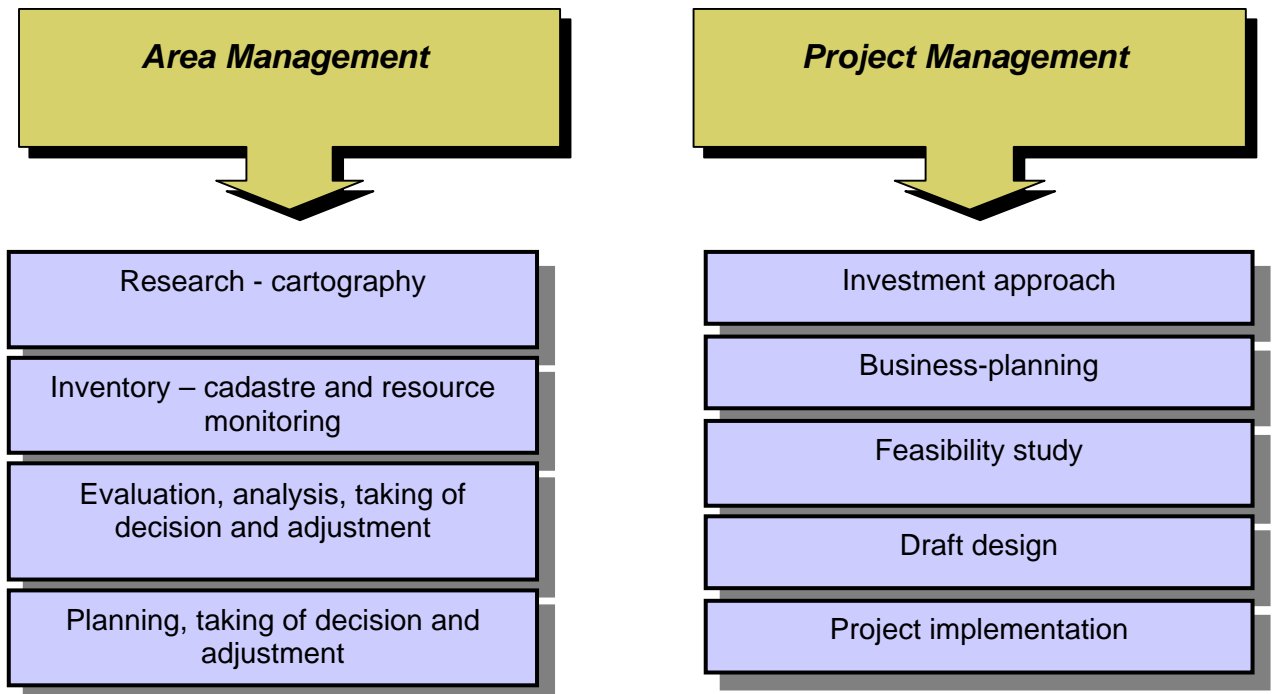 Area Management
Research - cartography
Inventory – cadastre and resource
monitoring
Evaluation, analysis, taking of
decision and adjustment
Planning, taking of decision and
adjustment
Project Management
Investment approach
Business-planning
Feasibility study
Draft design
Project implementation